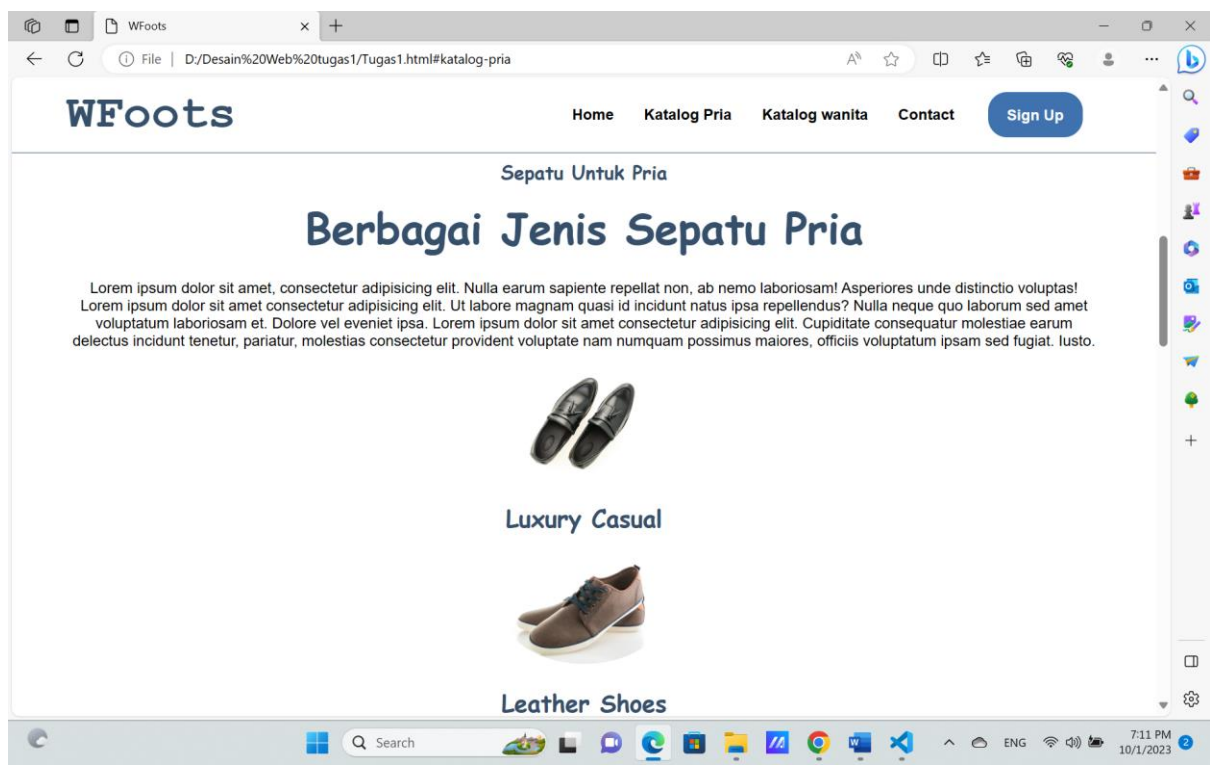 WFoots
File | D:/Desain%20Web%20tugas1/Tugas1.html#katalog-pria
WFoots
Home Katalog Pria Katalog wanita Contact Sign Up
Sepatu Untuk Pria
Berbagai Jenis Sepatu Pria
Lorem ipsum dolor sit amet, consectetur adipisicing elit. Nulla earum sapiente repellat non, ab nemo laboriosam! Asperiores unde distinctio voluptas!
Lorem ipsum dolor sit amet consectetur adipisicing elit. Ut labore magnam quasi id incidunt natus ipsa repellendus? Nulla neque quo laborum sed amet
voluptatum laboriosam et. Dolore vel eveniet ipsa. Lorem ipsum dolor sit amet consectetur adipisicing elit. Cupiditate consequatur molestiae earum
delectus incidunt tenetur, pariatur, molestias consectetur provident voluptate nam numquam possimus maiores, officiis voluptatum ipsam sed fugiat. Iusto.
Luxury Casual
Leather Shoes
Search
ENG
7:11 PM
10/1/2023
2